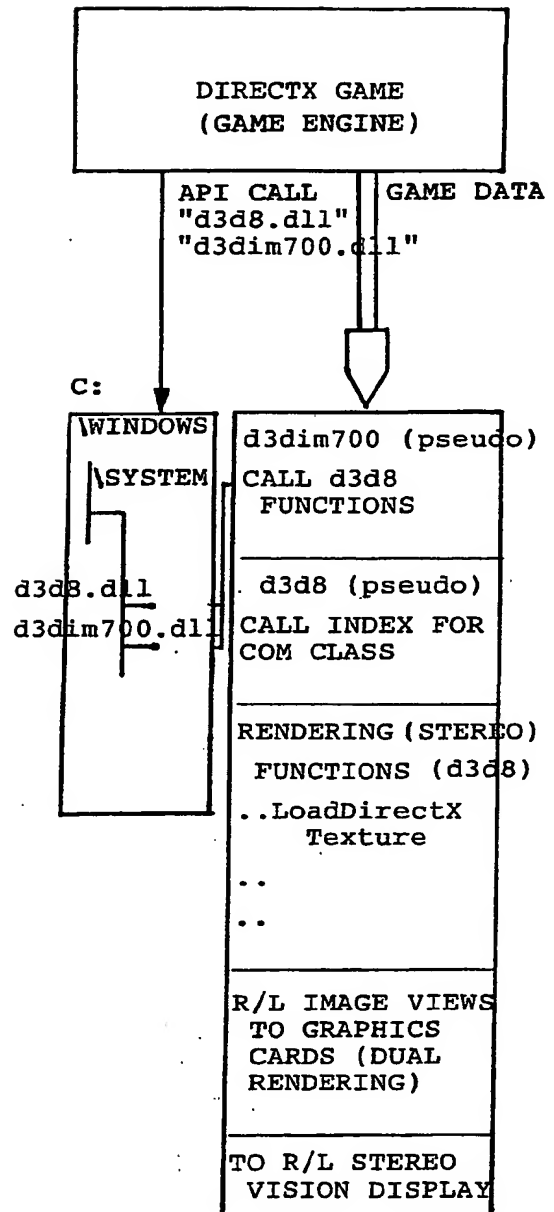 DIRECTX GAME
(GAME ENGINE)
API CALL
"d3d8.dll"
"d3dim700.dll"
GAME DATA
C:
\WINDOWS
\SYSTEM
d3d8.dll
d3dim700.dll
d3dim700 (pseudo)
CALL d3d8
FUNCTIONS
d3d8 (pseudo)
CALL INDEX FOR
COM CLASS
RENDERING (STEREO)
FUNCTIONS (d3d8)
..LoadDirectX
Texture
..
..
R/L IMAGE VIEWS
TO GRAPHICS
CARDS (DUAL
RENDERING)
TO R/L STEREO
VISION DISPLAY